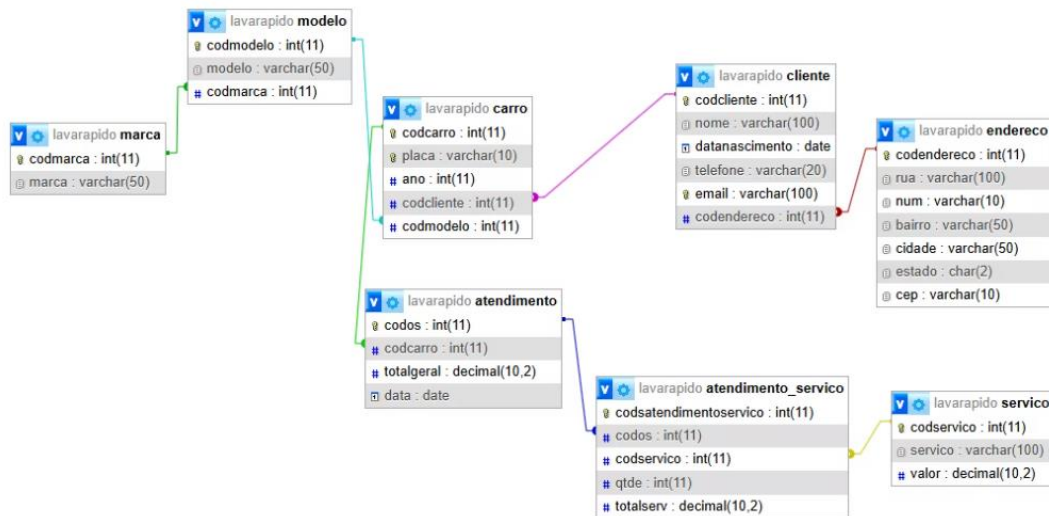 lavarapido modelo
codmodelo : int(11)
modelo : varchar(50)
codmarca : int(11)
lavarapido marca
codmarca : int(11)
marca : varchar(50)
lavarapido carro
codcarro : int(11)
placa : varchar(10)
ano : int(11)
codcliente : int(11)
codmodelo : int(11)
lavarapido cliente
codcliente : int(11)
nome : varchar(100)
datanascimento : date
telefone : varchar(20)
email : varchar(100)
codendereco : int(11)
lavarapido endereco
codendereco : int(11)
rua : varchar(100)
num : varchar(10)
bairro : varchar(50)
cidade : varchar(50)
estado : char(2)
cep : varchar(10)
lavarapido atendimento
codos : int(11)
codcarro : int(11)
totalgeral : decimal(10,2)
data : date
lavarapido atendimento_servico
codsatendimentoservico : int(11)
codos : int(11)
codservico : int(11)
qtde : int(11)
totalserv : decimal(10,2)
lavarapido servico
codservico : int(11)
servico : varchar(100)
valor : decimal(10,2)